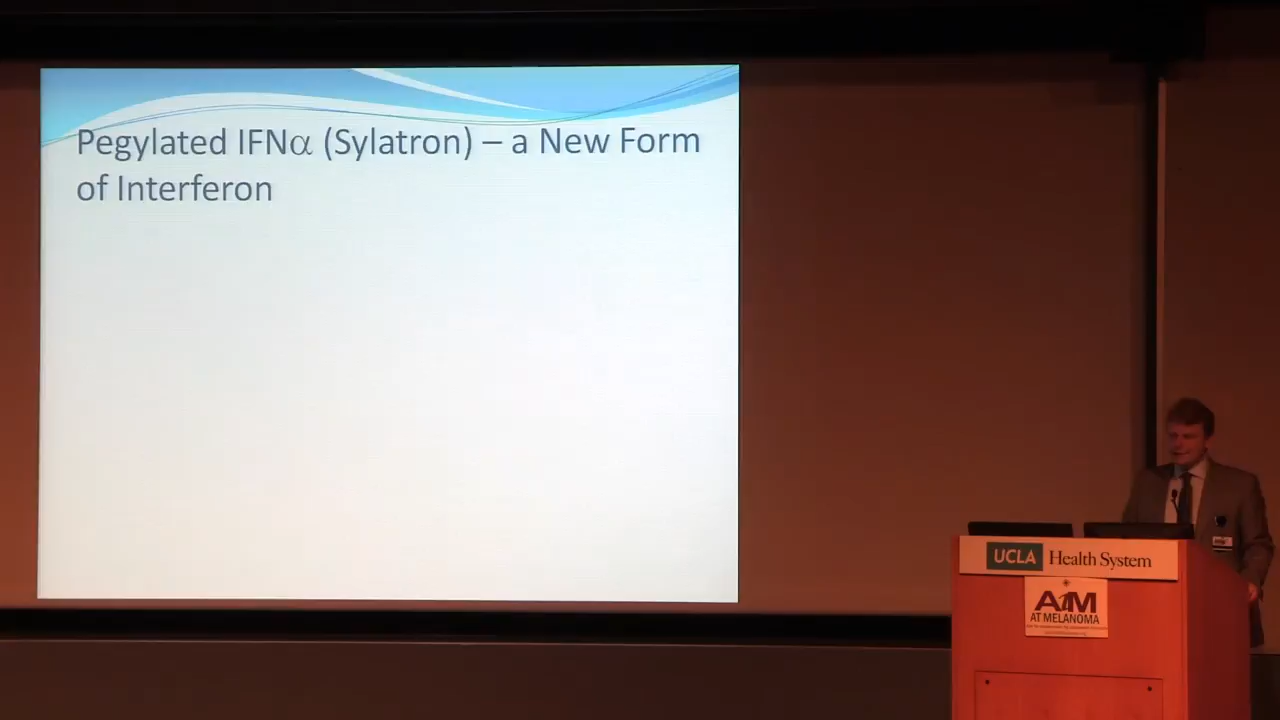 Pegylated IFNα (Sylatron) – a New Form
of Interferon
UCLA Health System
AIM
AT MELANOMA